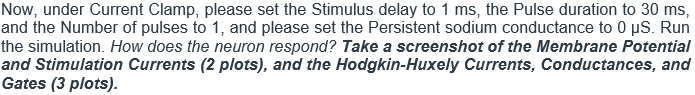 Now, under Current Clamp, please set the Stimulus delay to 1 ms, the Pulse duration to 30 ms,
and the Number of pulses to 1, and please set the Persistent sodium conductance to 0 µS. Run
the simulation. How does the neuron respond? Take a screenshot of the Membrane Potential
and Stimulation Currents (2 plots), and the Hodgkin-Huxely Currents, Conductances, and
Gates (3 plots).